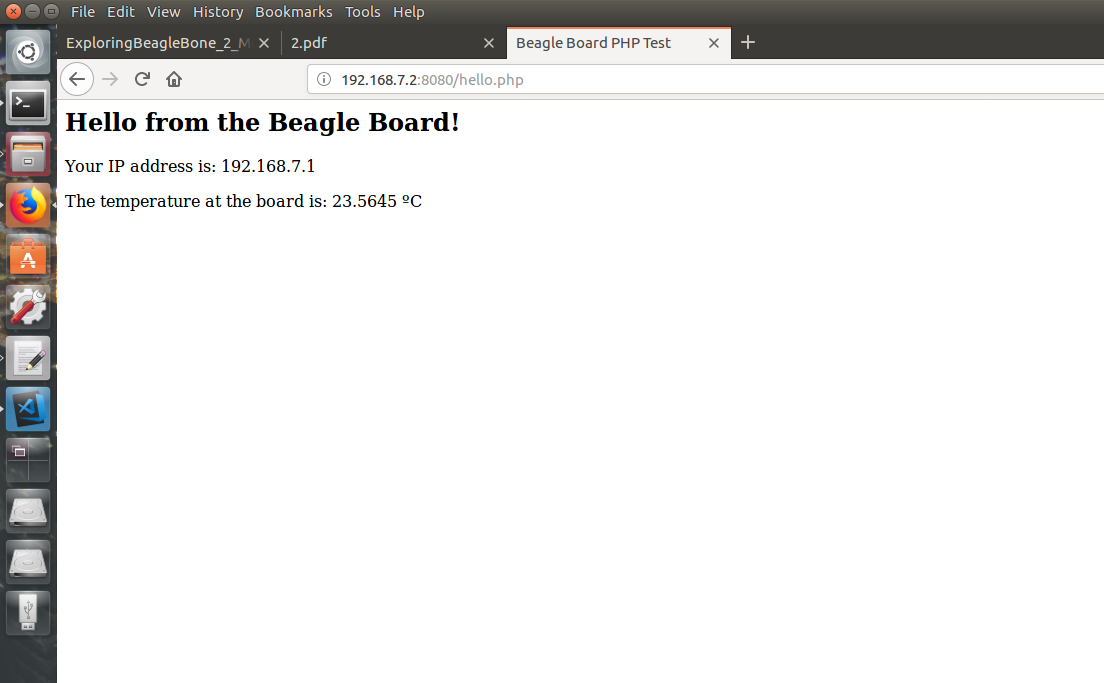 File Edit View History Bookmarks Tools Help
ExploringBeagleBone_2_M 2.pdf Beagle Board PHP Test
192.168.7.2:8080/hello.php
Hello from the Beagle Board!
Your IP address is: 192.168.7.1
The temperature at the board is: 23.5645 ºC